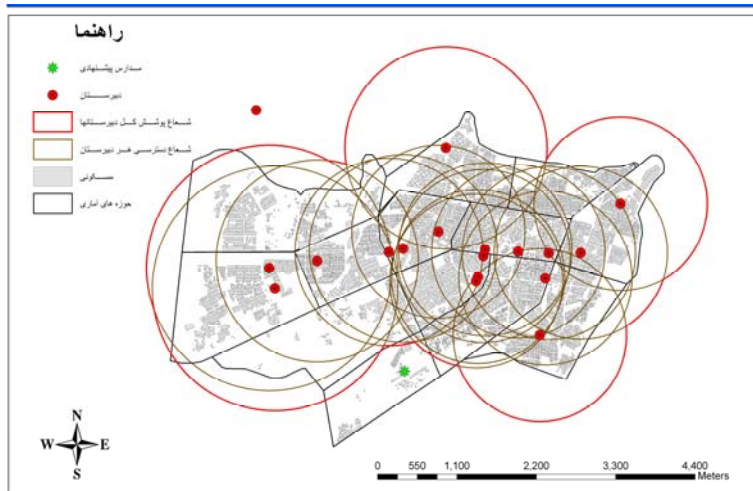 راهنما
مدارس پیشنهادی
دبیرستان
شعاع پوشش کل دبیرستانها
شعاع دسترسی هر دبیرستان
مسکونی
حوزه های آماری
N
W E
S
0 550 1,100 2,200 3,300 4,400
Meters